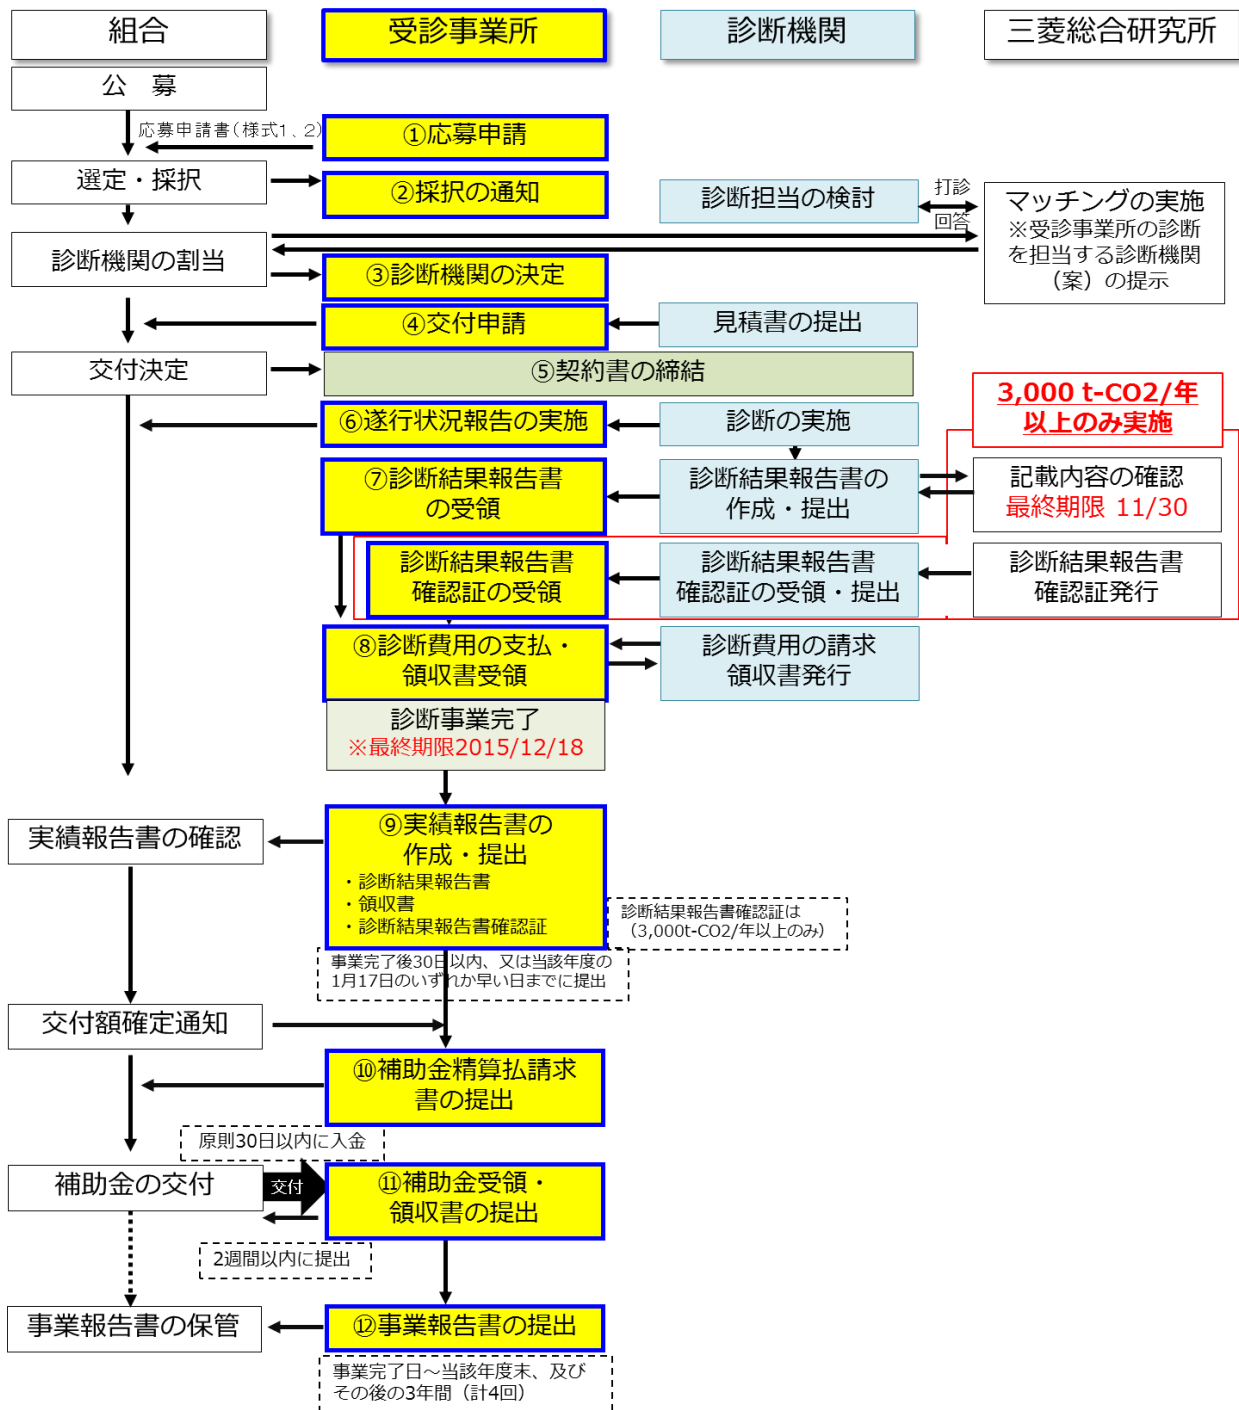 組合
受診事業所
診断機関
三菱総合研究所
公　募
応募申請書(様式1、2)
①応募申請
選定・採択
②採択の通知
診断担当の検討
打診
回答
マッチングの実施
※受診事業所の診断
を担当する診断機関
（案）の提示
診断機関の割当
③診断機関の決定
④交付申請
見積書の提出
交付決定
⑤契約書の締結
3,000 t-CO2/年
以上のみ実施
⑥遂行状況報告の実施
診断の実施
⑦診断結果報告書
の受領
診断結果報告書の
作成・提出
記載内容の確認
最終期限 11/30
診断結果報告書
確認証の受領
診断結果報告書
確認証の受領・提出
診断結果報告書
確認証発行
⑧診断費用の支払・
領収書受領
診断費用の請求
領収書発行
診断事業完了
※最終期限2015/12/18
実績報告書の確認
⑨実績報告書の
作成・提出
・診断結果報告書
・領収書
・診断結果報告書確認証
診断結果報告書確認証は
（3,000t-CO2/年以上のみ）
事業完了後30日以内、又は当該年度の
1月17日のいずれか早い日までに提出
交付額確定通知
⑩補助金精算払請求
書の提出
原則30日以内に入金
補助金の交付
交付
⑪補助金受領・
領収書の提出
2週間以内に提出
事業報告書の保管
⑫事業報告書の提出
事業完了日～当該年度末、及び
その後の3年間（計4回）